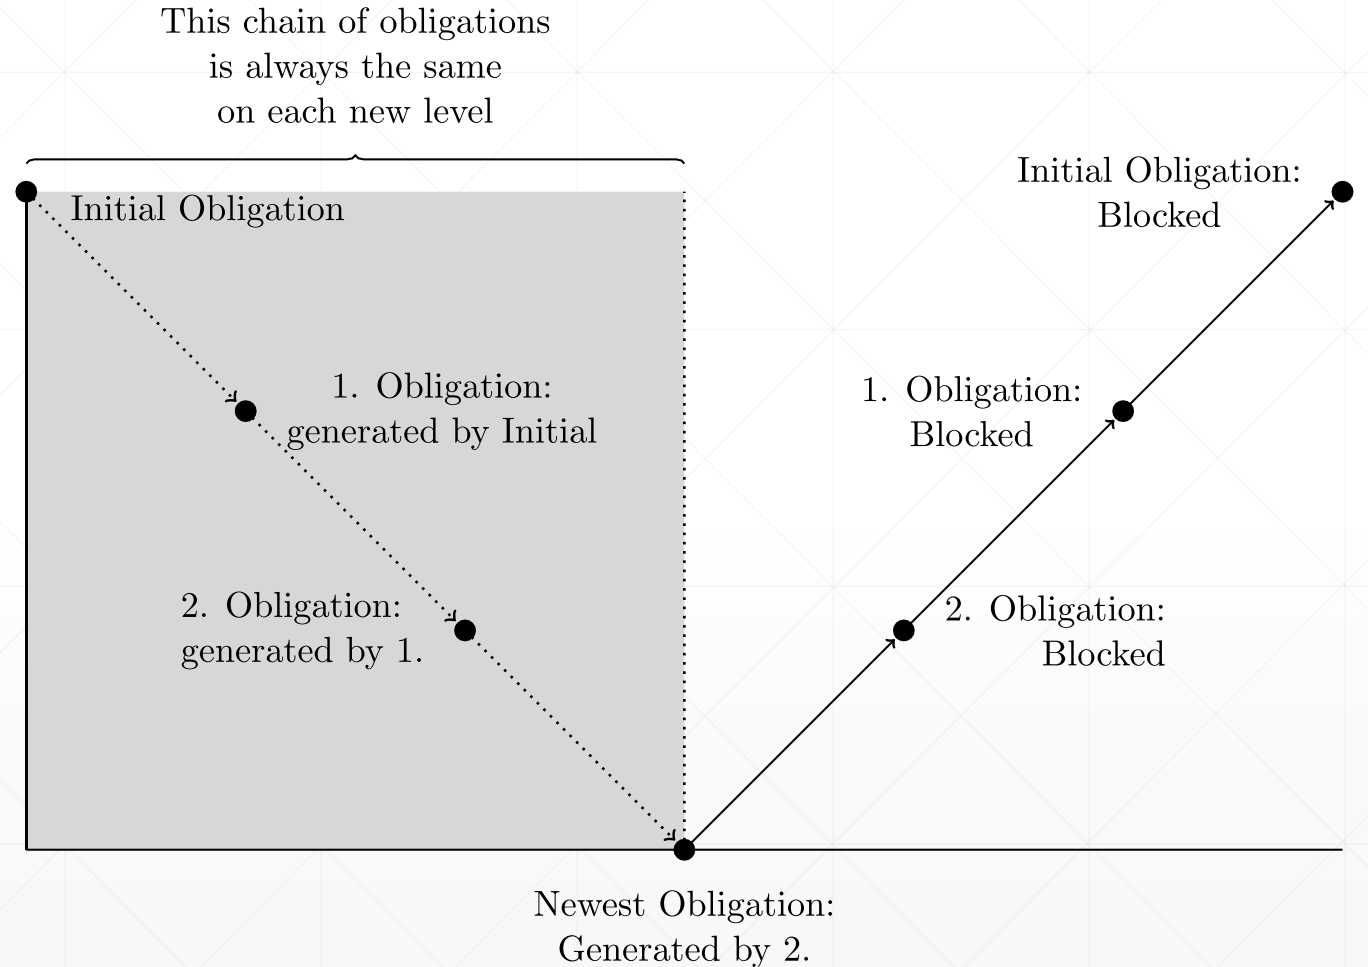 This chain of obligations
is always the same
on each new level
Initial Obligation
1. Obligation:
generated by Initial
2. Obligation:
generated by 1.
Newest Obligation:
Generated by 2.
2. Obligation:
Blocked
1. Obligation:
Blocked
Initial Obligation:
Blocked